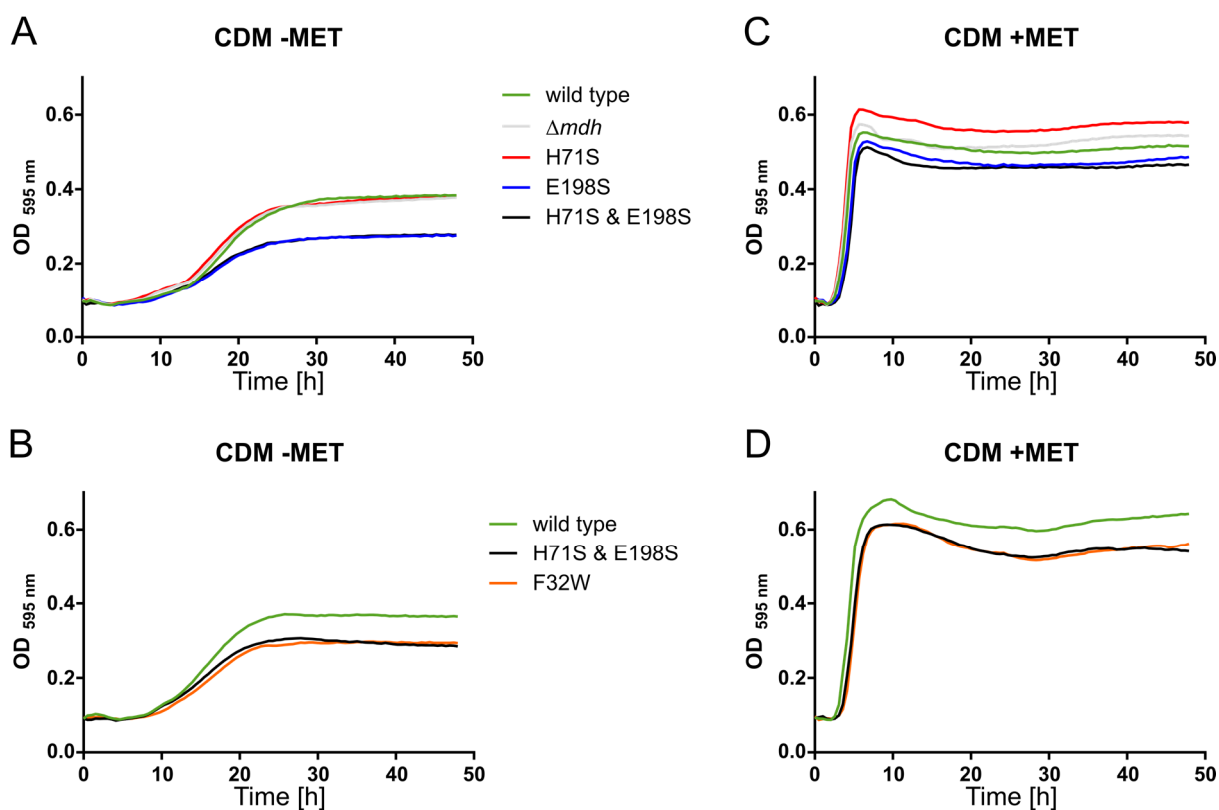 A
CDM -MET
OD 595 nm
0.6
0.4
0.2
0.0
0 10 20 30 40 50
Time [h]
wild type
Δmdh
H71S
E198S
H71S & E198S
C
CDM +MET
OD 595 nm
0.6
0.4
0.2
0.0
0 10 20 30 40 50
Time [h]
B
CDM -MET
OD 595 nm
0.6
0.4
0.2
0.0
0 10 20 30 40 50
Time [h]
wild type
H71S & E198S
F32W
D
CDM +MET
OD 595 nm
0.6
0.4
0.2
0.0
0 10 20 30 40 50
Time [h]